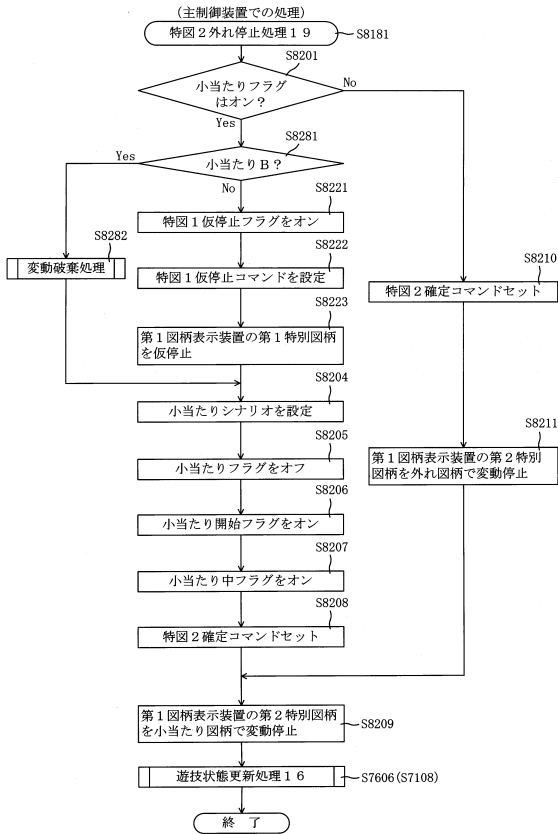 (主制御装置での処理)
特図２外れ停止処理１９
S8181
S8201
小当たりフラグ
はオン？
No
Yes
S8281
小当たりＢ？
Yes
No
S8221
特図１仮停止フラグをオン
S8282
変動破棄処理
S8222
特図１仮停止コマンドを設定
S8210
特図２確定コマンドセット
S8223
第１図柄表示装置の第１特別図柄
を仮停止
S8204
小当たりシナリオを設定
S8211
第１図柄表示装置の第２特別
図柄を外れ図柄で変動停止
S8205
小当たりフラグをオフ
S8206
小当たり開始フラグをオン
S8207
小当たり中フラグをオン
S8208
特図２確定コマンドセット
第１図柄表示装置の第２特別図柄
を小当たり図柄で変動停止
S8209
遊技状態更新処理１６
S7606(S7108)
終　了